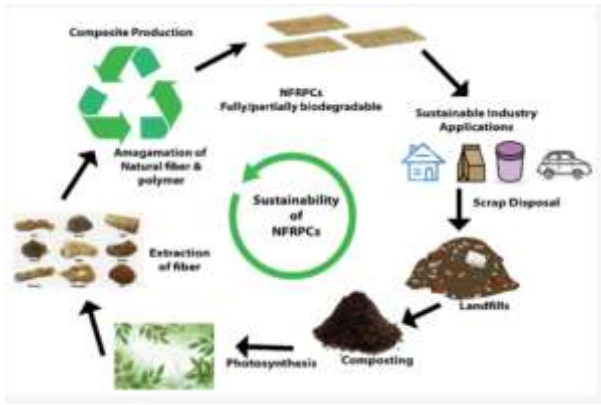 Composite Production
NFRPCs
Fully/partially biodegradable
Sustainable Industry
Applications
Amagamation of
Natural fiber &
polymer
Scrap Disposal
Sustainability
of
NFRPCs
Extraction
of fiber
Landfills
Composting
Photosynthesis